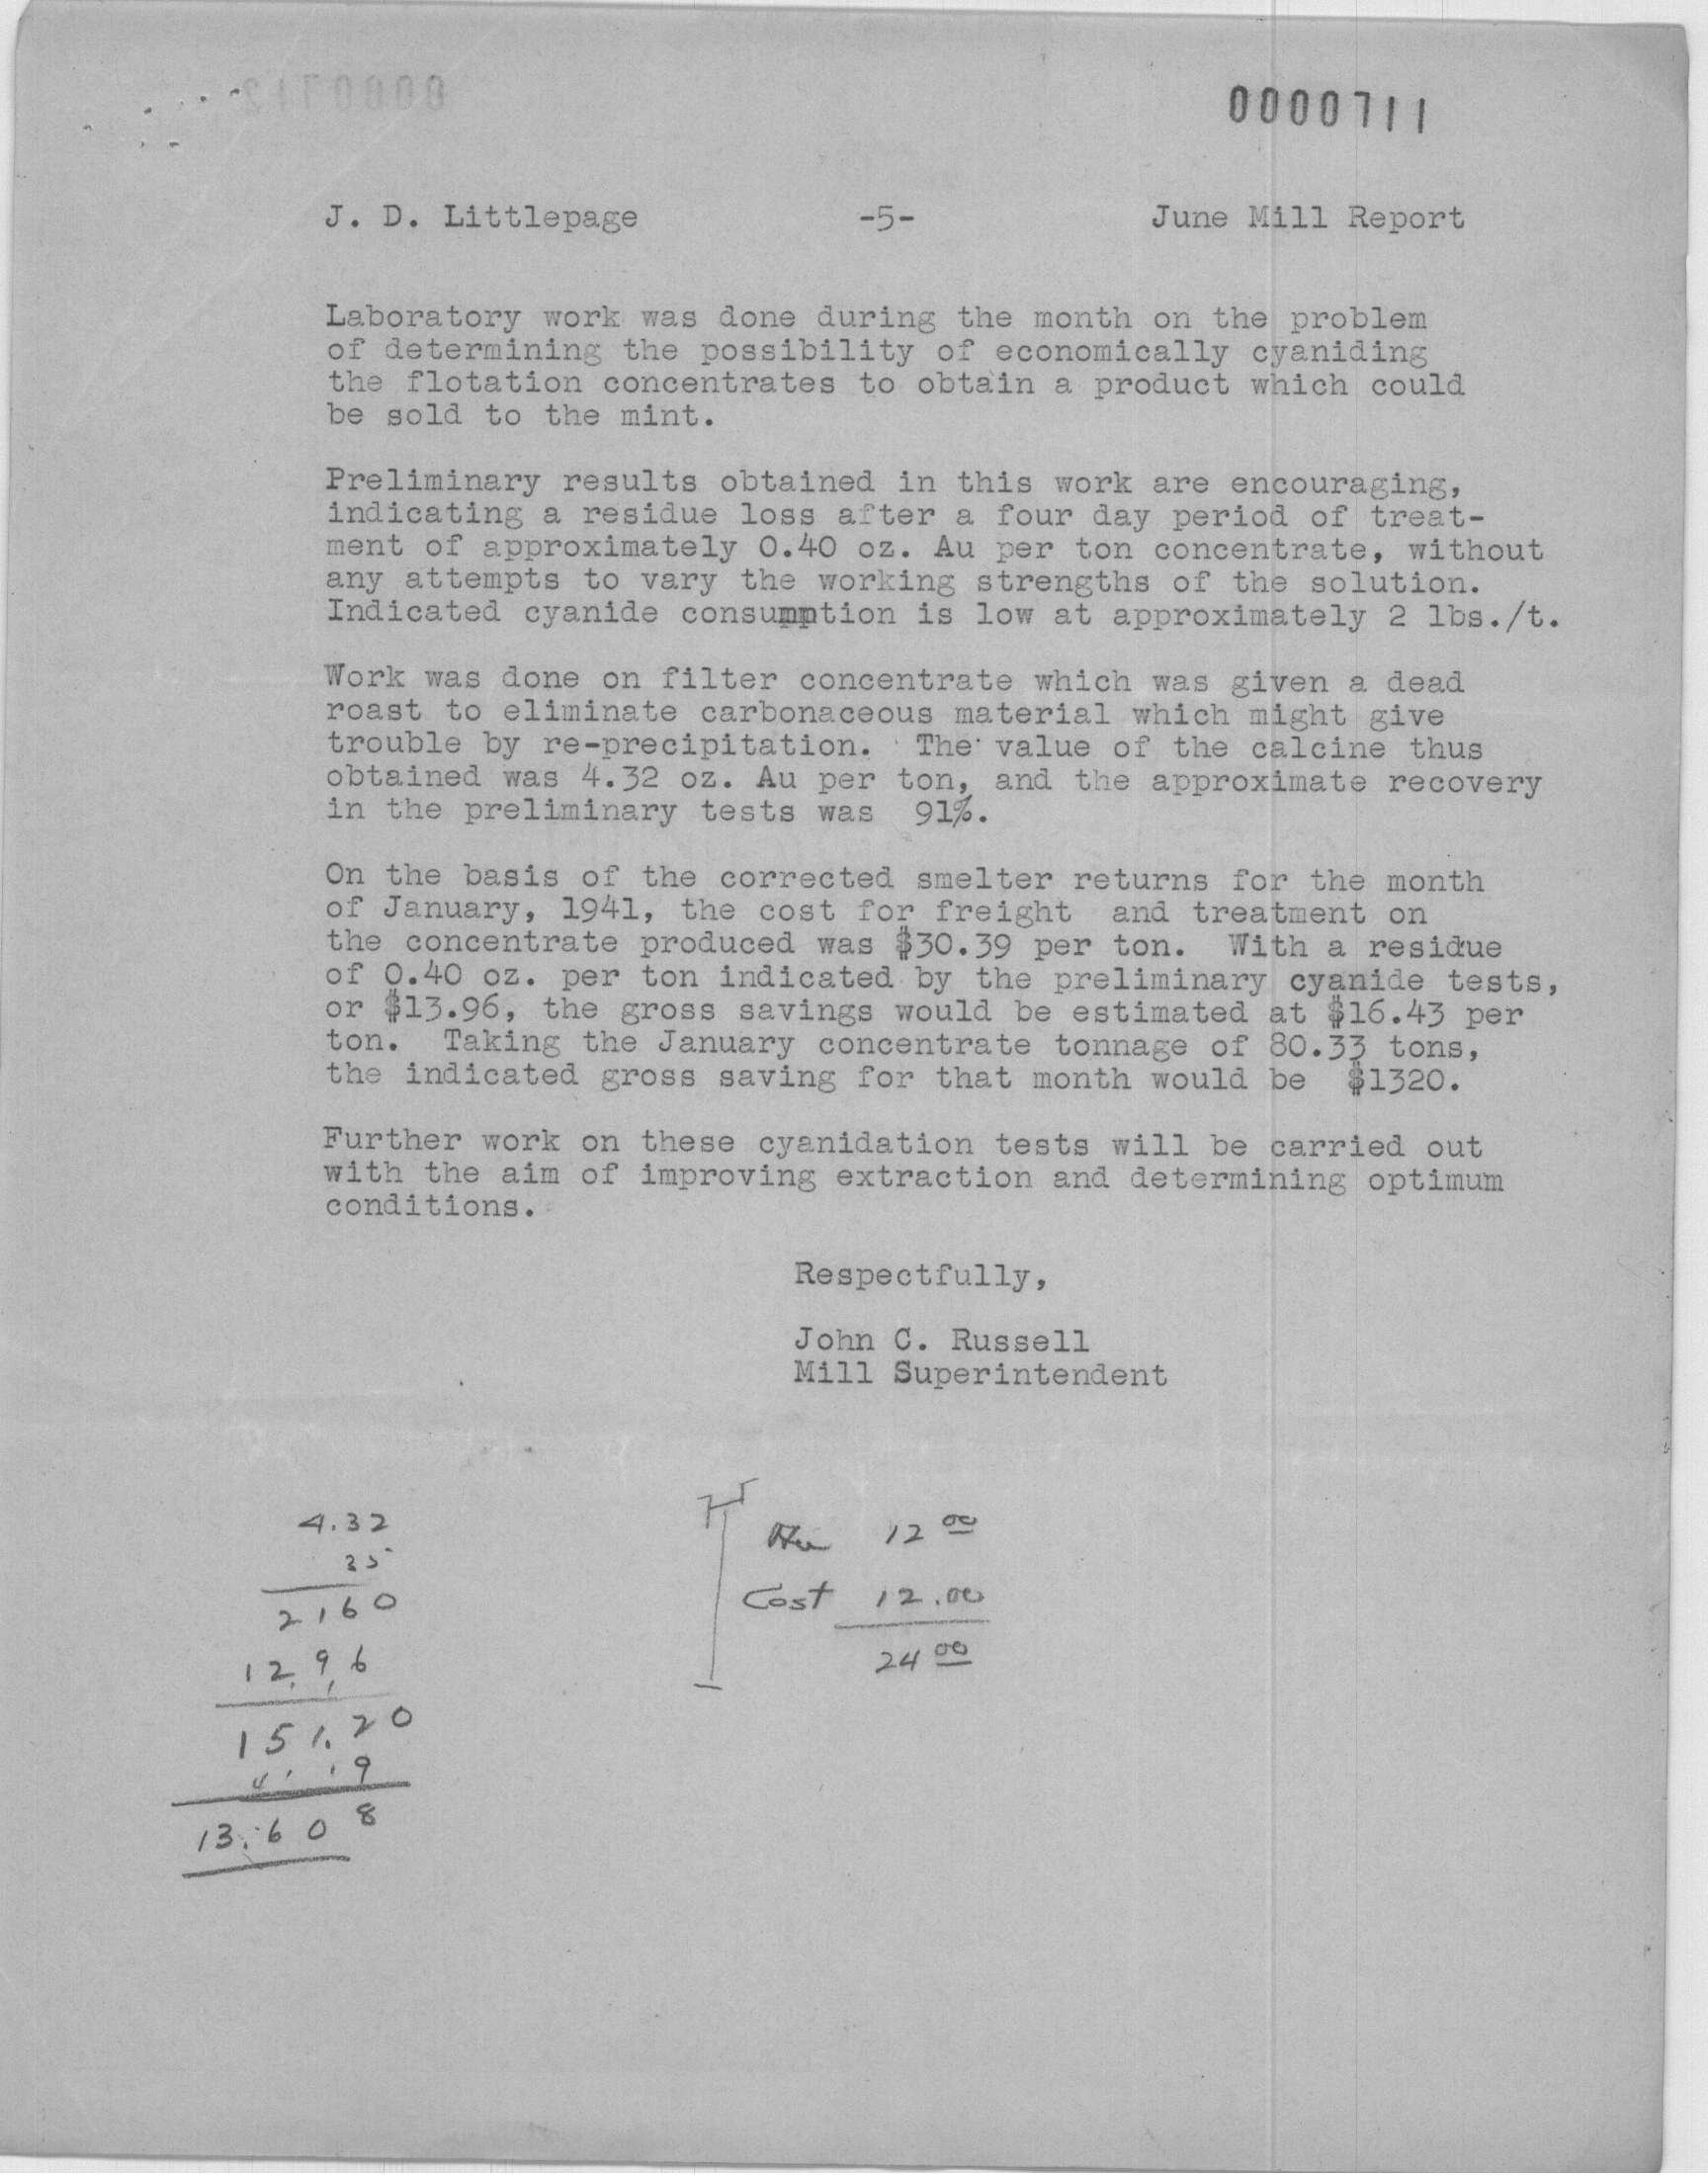 0000711
J. D. Littlepage -5- June Mill Report
Laboratory work was done during the month on the problem
of determining the possibility of economically cyaniding
the flotation concentrates to obtain a product which could
be sold to the mint.
Preliminary results obtained in this work are encouraging,
indicating a residue loss after a four day period of treat-
ment of approximately 0.40 oz. Au per ton concentrate, without
any attempts to vary the working strengths of the solution.
Indicated cyanide consumption is low at approximately 2 lbs./t.
Work was done on filter concentrate which was given a dead
roast to eliminate carbonaceous material which might give
trouble by re-precipitation. The value of the calcine thus
obtained was 4.32 oz. Au per ton, and the approximate recovery
in the preliminary tests was 91%.
On the basis of the corrected smelter returns for the month
of January, 1941, the cost for freight and treatment on
the concentrate produced was $30.39 per ton. With a residue
of 0.40 oz. per ton indicated by the preliminary cyanide tests,
or $13.96, the gross savings would be estimated at $16.43 per
ton. Taking the January concentrate tonnage of 80.33 tons,
the indicated gross saving for that month would be $1320.
Further work on these cyanidation tests will be carried out
with the aim of improving extraction and determining optimum
conditions.
Respectfully,
John C. Russell
Mill Superintendent
4.32
35
2160
1296
151.20
9
13.608
12 00
Cost 12.00
24 00